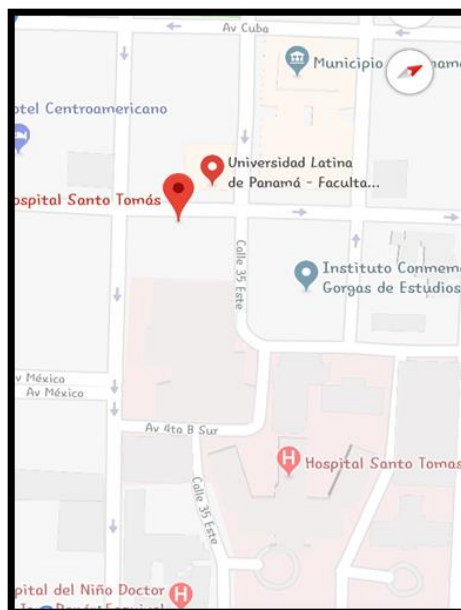 Av Cuba
Municipio
nama
otel Centroamericano
Universidad Latina
de Panamá - Faculta...
ospital Santo Tomás
Calle 35 Este
Instituto Conmem
Gorgas de Estudios
v México
Av México
Av 4ta B Sur
Calle 35 Este
Hospital Santo Tomas
pital del Niño Doctor